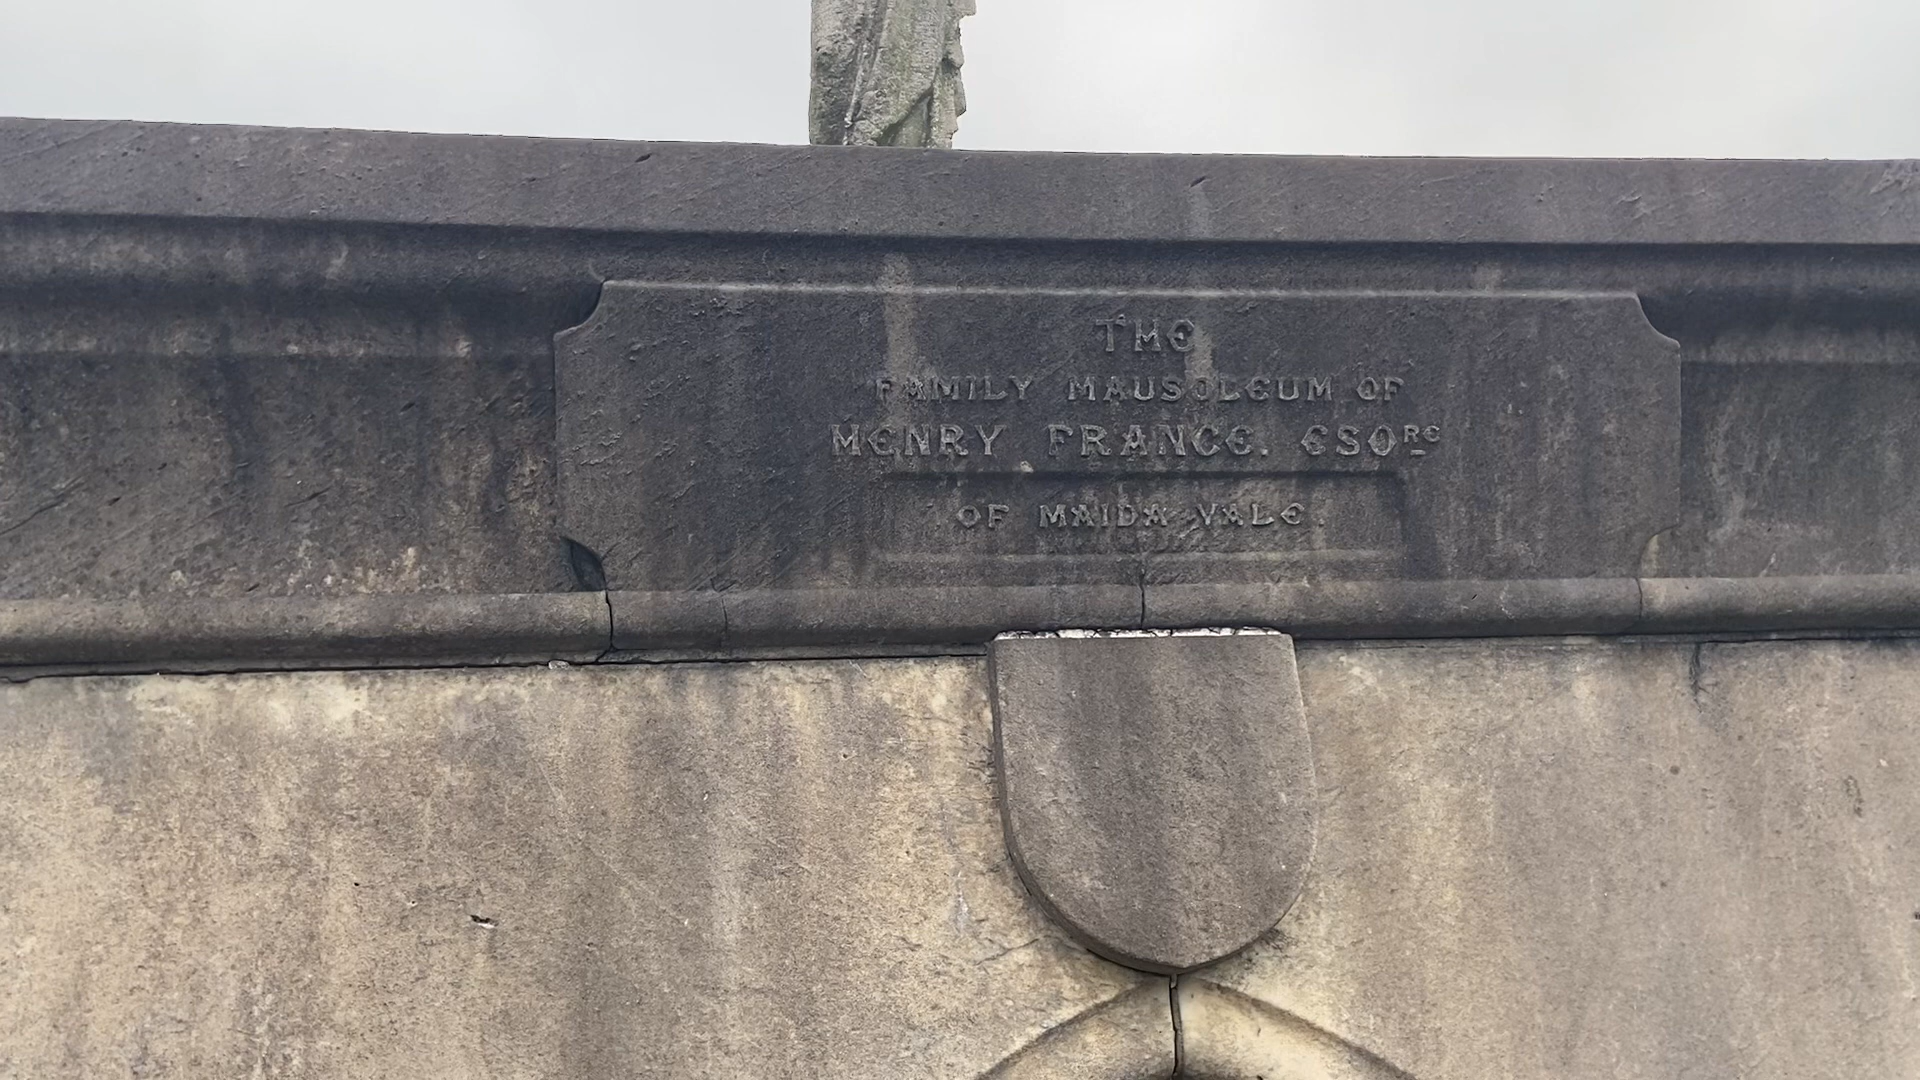 THE
FAMILY MAUSOLEUM OF
HENRY FRANCE. ESQRE
OF MAIDA VALE.